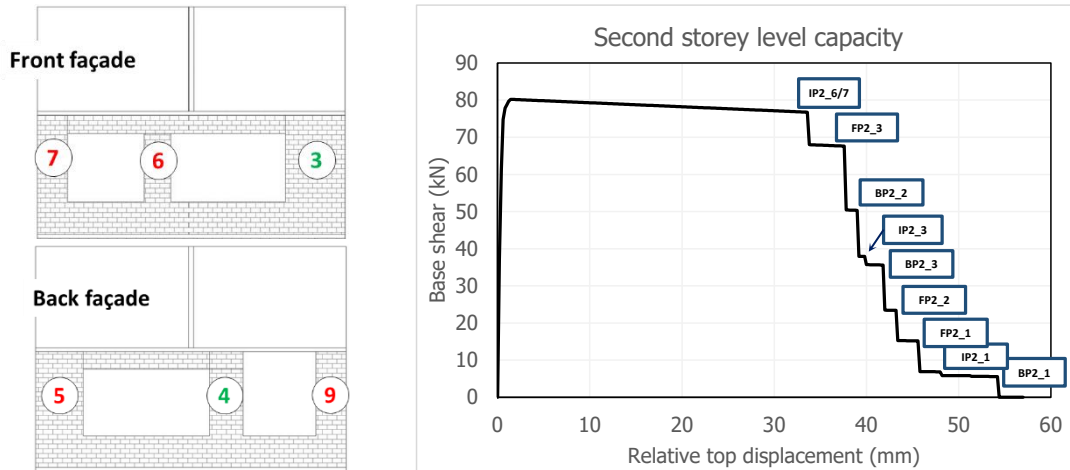 Front façade
7
6
3
Back façade
5
4
9
Second storey level capacity
Base shear (kN)
90
80
70
60
50
40
30
20
10
0
0
10
20
30
40
50
60
Relative top displacement (mm)
IP2_6/7
FP2_3
BP2_2
IP2_3
BP2_3
FP2_2
FP2_1
IP2_1
BP2_1